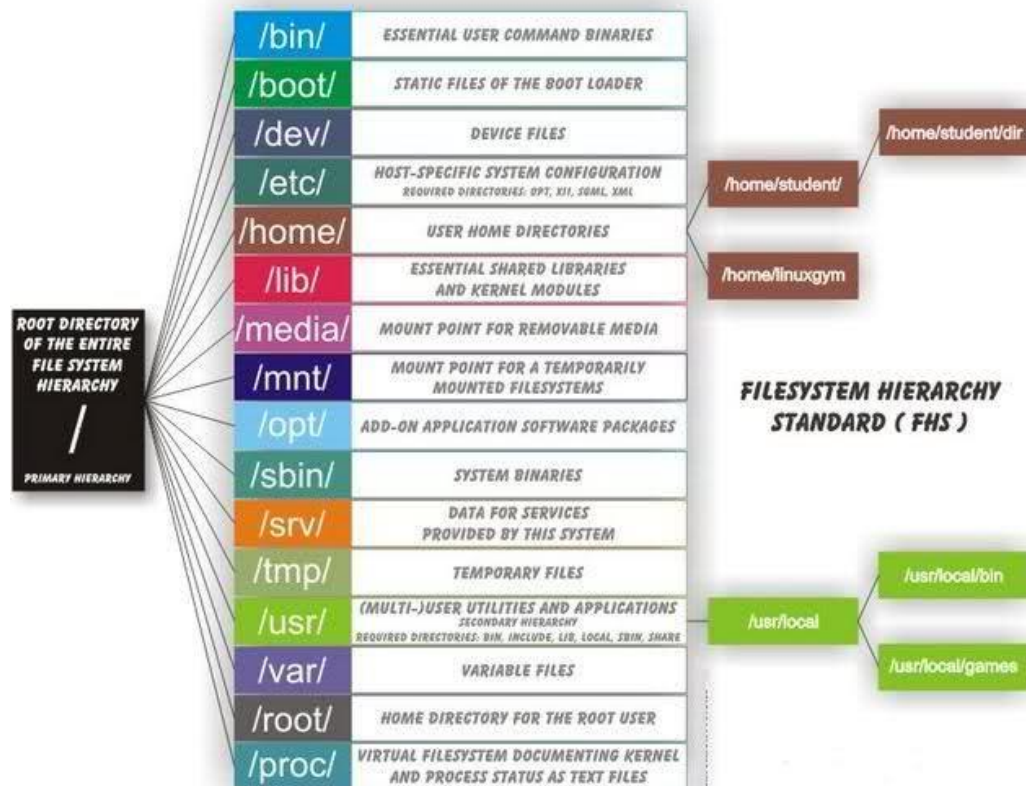 ROOT DIRECTORY
OF THE ENTIRE
FILE SYSTEM
HIERARCHY
/
PRIMARY HIERARCHY
/bin/
ESSENTIAL USER COMMAND BINARIES
/boot/
STATIC FILES OF THE BOOT LOADER
/dev/
DEVICE FILES
/etc/
HOST-SPECIFIC SYSTEM CONFIGURATION
REQUIRED DIRECTORIES: OPT, XII, SGML, XML
/home/
USER HOME DIRECTORIES
/home/student/
/home/student/dir
/home/linuxgym
/lib/
ESSENTIAL SHARED LIBRARIES
AND KERNEL MODULES
/media/
MOUNT POINT FOR REMOVABLE MEDIA
/mnt/
MOUNT POINT FOR A TEMPORARILY
MOUNTED FILESYSTEMS
/opt/
ADD-ON APPLICATION SOFTWARE PACKAGES
/sbin/
SYSTEM BINARIES
/srv/
DATA FOR SERVICES
PROVIDED BY THIS SYSTEM
/tmp/
TEMPORARY FILES
/usr/
(MULTI-)USER UTILITIES AND APPLICATIONS
SECONDARY HIERARCHY
REQUIRED DIRECTORIES: BIN, INCLUDE, LIB, LOCAL, SBIN, SHARE
/usr/local
/usr/local/bin
/usr/local/games
/var/
VARIABLE FILES
/root/
HOME DIRECTORY FOR THE ROOT USER
/proc/
VIRTUAL FILESYSTEM DOCUMENTING KERNEL
AND PROCESS STATUS AS TEXT FILES
FILESYSTEM HIERARCHY
STANDARD ( FHS )